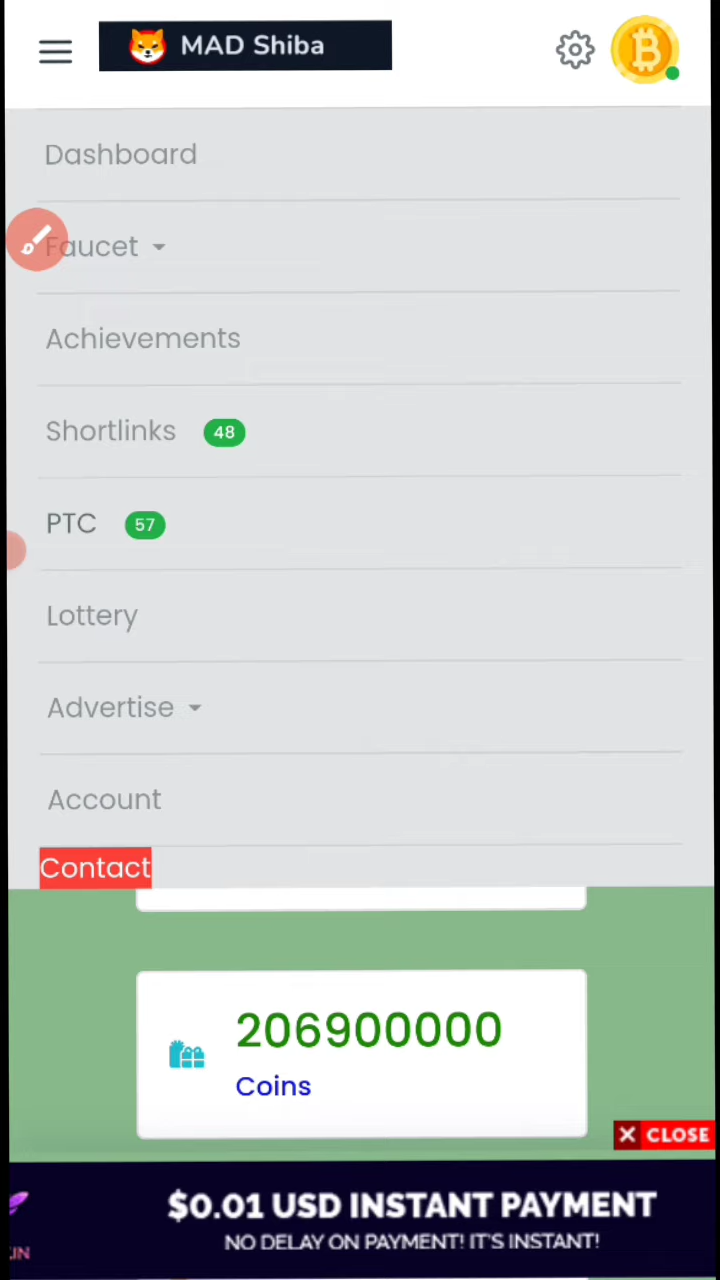 MAD Shiba
Dashboard
Faucet
Achievements
Shortlinks 48
PTC 57
Lottery
Advertise
Account
Contact
206900000
Coins
CLOSE
$0.01 USD INSTANT PAYMENT
NO DELAY ON PAYMENT! IT'S INSTANT!